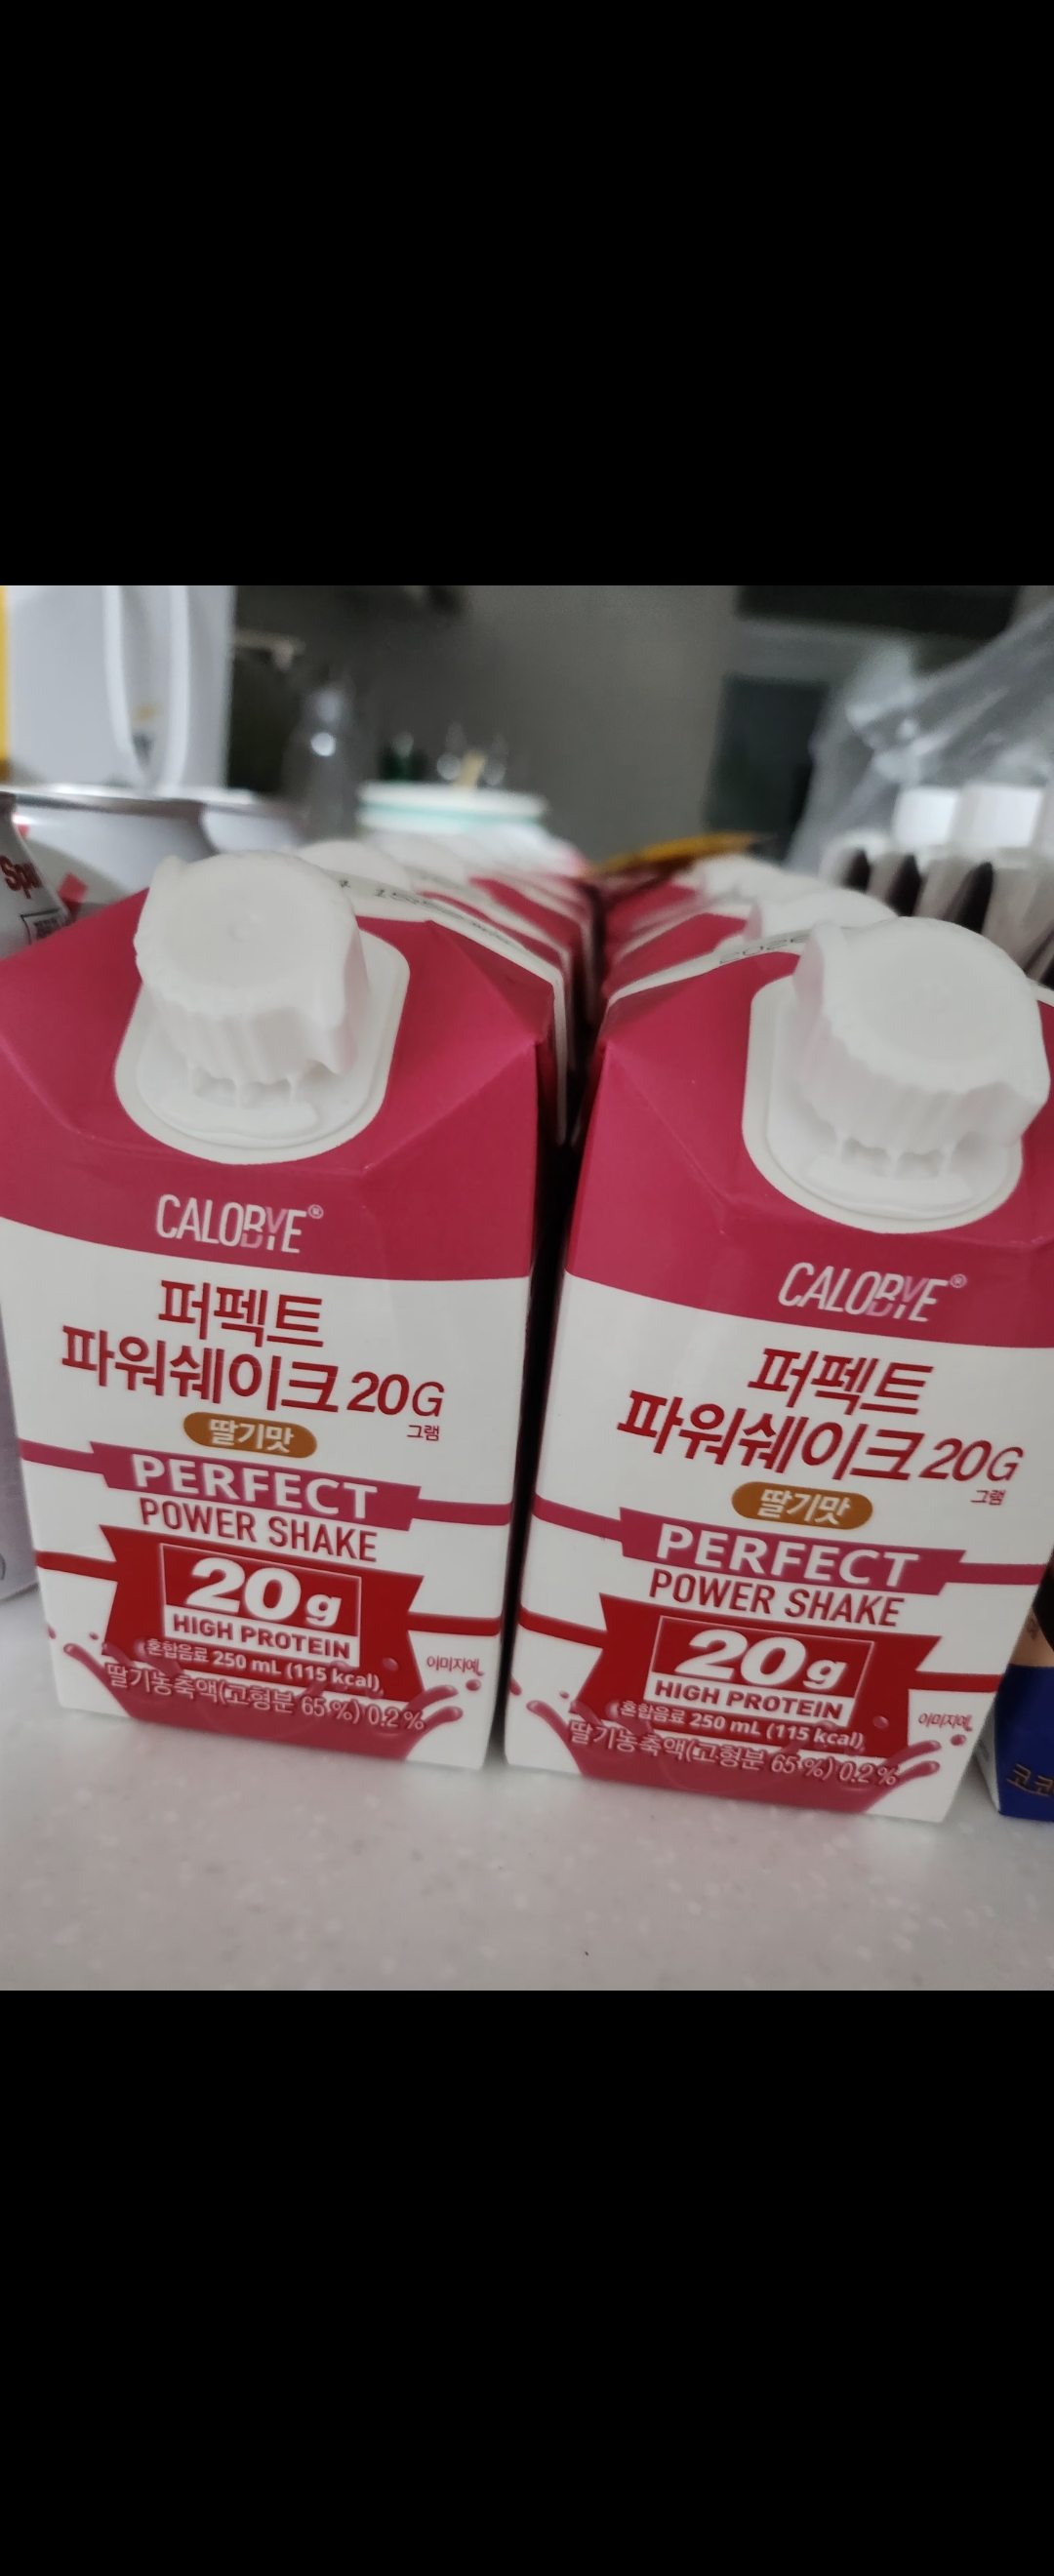 CALOBYE®
퍼펙트
파워쉐이크 20G
그램
딸기맛
PERFECT
POWER SHAKE
20g
HIGH PROTEIN
혼합음료 250 mL (115 kcal)
이미지예
딸기농축액(고형분 65 %) 0.2 %
CALOBYE®
퍼펙트
파워쉐이크 20G
그램
딸기맛
PERFECT
POWER SHAKE
20g
HIGH PROTEIN
혼합음료 250 mL (115 kcal)
이미지예
딸기농축액(고형분 65 %) 0.2 %